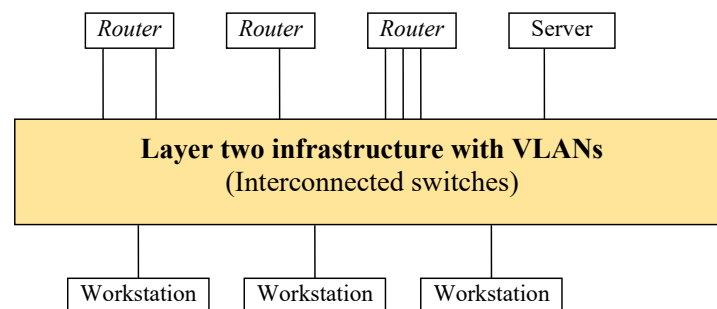 Router Router Router Server
Layer two infrastructure with VLANs
(Interconnected switches)
Workstation Workstation Workstation